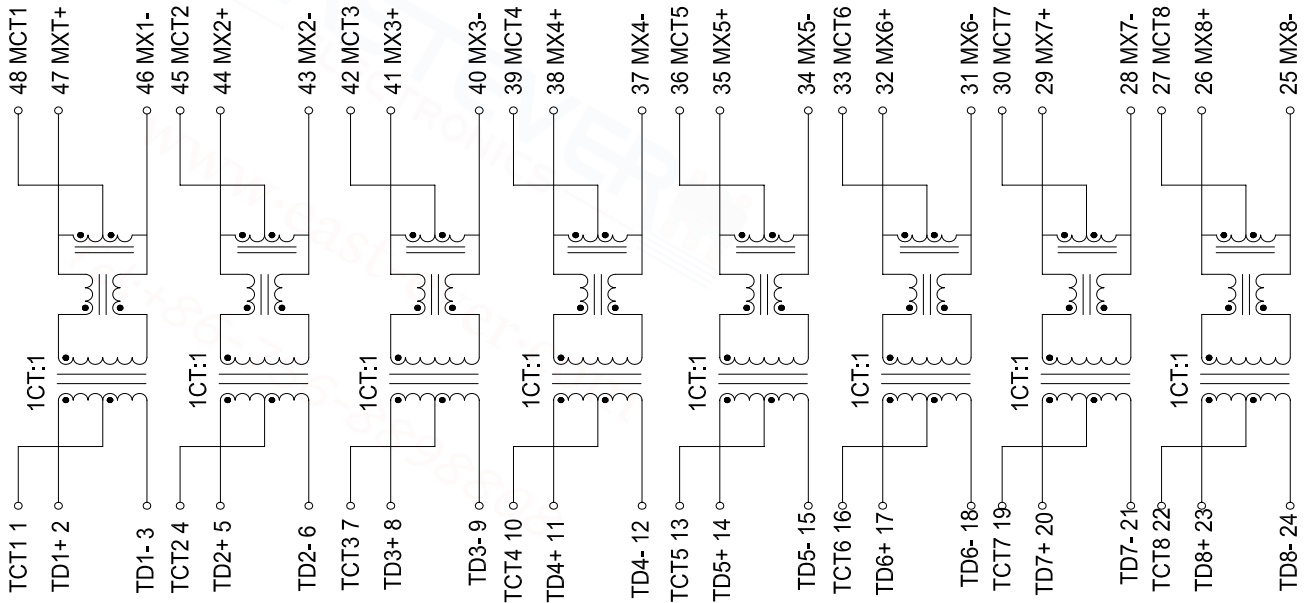 48 MCT1
47 MXT+
46 MX1-
45 MCT2
44 MX2+
43 MX2-
42 MCT3
41 MX3+
40 MX3-
39 MCT4
38 MX4+
37 MX4-
36 MCT5
35 MX5+
34 MX5-
33 MCT6
32 MX6+
31 MX6-
30 MCT7
29 MX7+
28 MX7-
27 MCT8
26 MX8+
25 MX8-
1CT:1
1CT:1
1CT:1
1CT:1
1CT:1
1CT:1
1CT:1
1CT:1
TCT1 1
TD1+ 2
TD1- 3
TCT2 4
TD2+ 5
TD2- 6
TCT3 7
TD3+ 8
TD3- 9
TCT4 10
TD4+ 11
TD4- 12
TCT5 13
TD5+ 14
TD5- 15
TCT6 16
TD6+ 17
TD6- 18
TCT7 19
TD7+ 20
TD7- 21
TCT8 22
TD8+ 23
TD8- 24